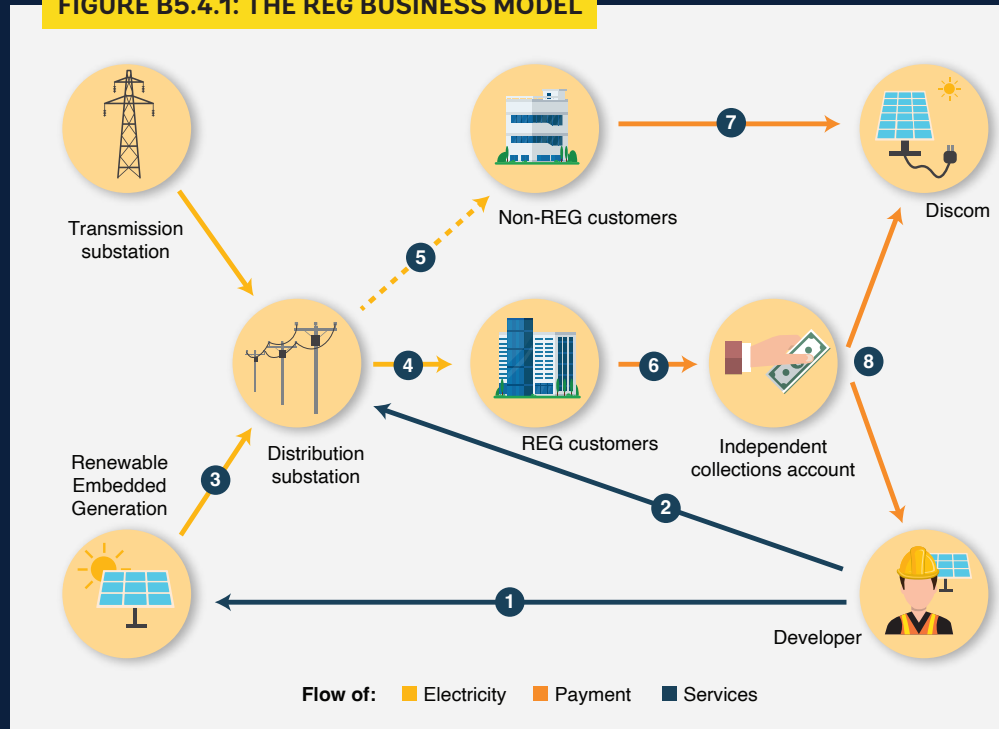 FIGURE B5.4.1: THE REG BUSINESS MODEL
7
Transmission
substation
Non-REG customers
Discom
5
4
6
8
REG customers
Independent
collections account
Distribution
substation
Renewable
Embedded
Generation
3
2
1
Developer
Flow of: Electricity Payment Services